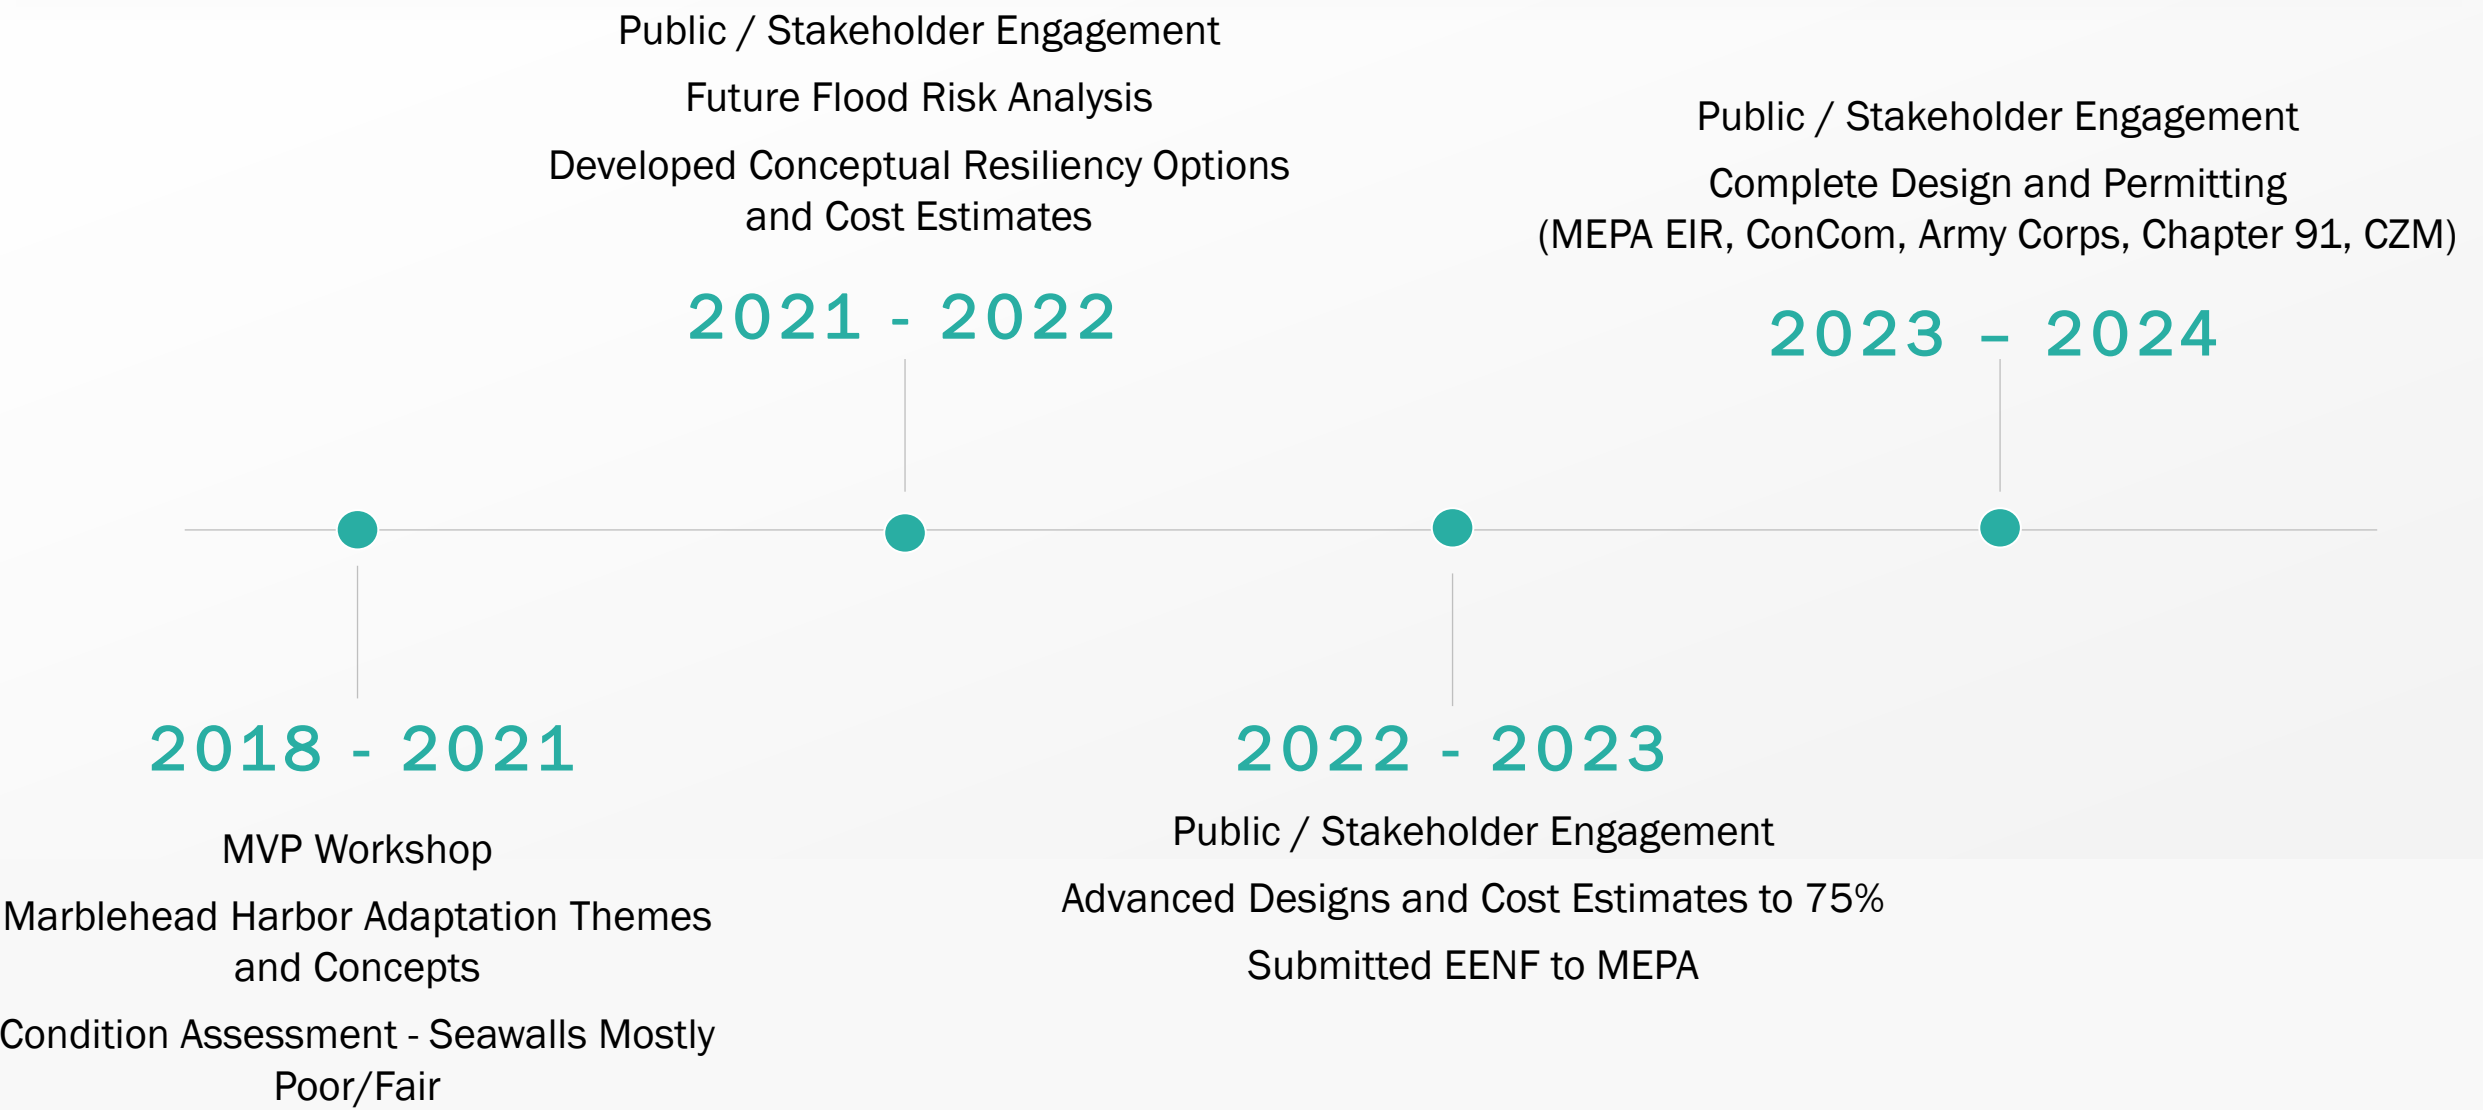 Public / Stakeholder Engagement
Future Flood Risk Analysis
Developed Conceptual Resiliency Options
and Cost Estimates
2021 - 2022
Public / Stakeholder Engagement
Complete Design and Permitting
(MEPA EIR, ConCom, Army Corps, Chapter 91, CZM)
2023 – 2024
2018 - 2021
MVP Workshop
Marblehead Harbor Adaptation Themes
and Concepts
Condition Assessment - Seawalls Mostly
Poor/Fair
2022 - 2023
Public / Stakeholder Engagement
Advanced Designs and Cost Estimates to 75%
Submitted EENF to MEPA